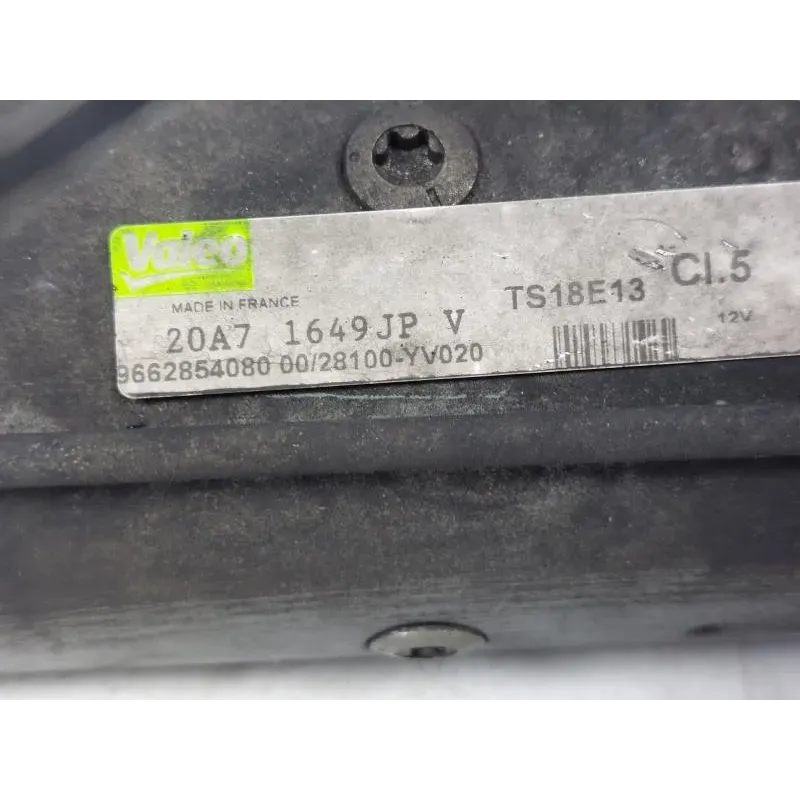 Valeo
MADE IN FRANCE
TS18E13
Cl.5
20A7 1649JP V
12V
9662854080 00/28100-YV020